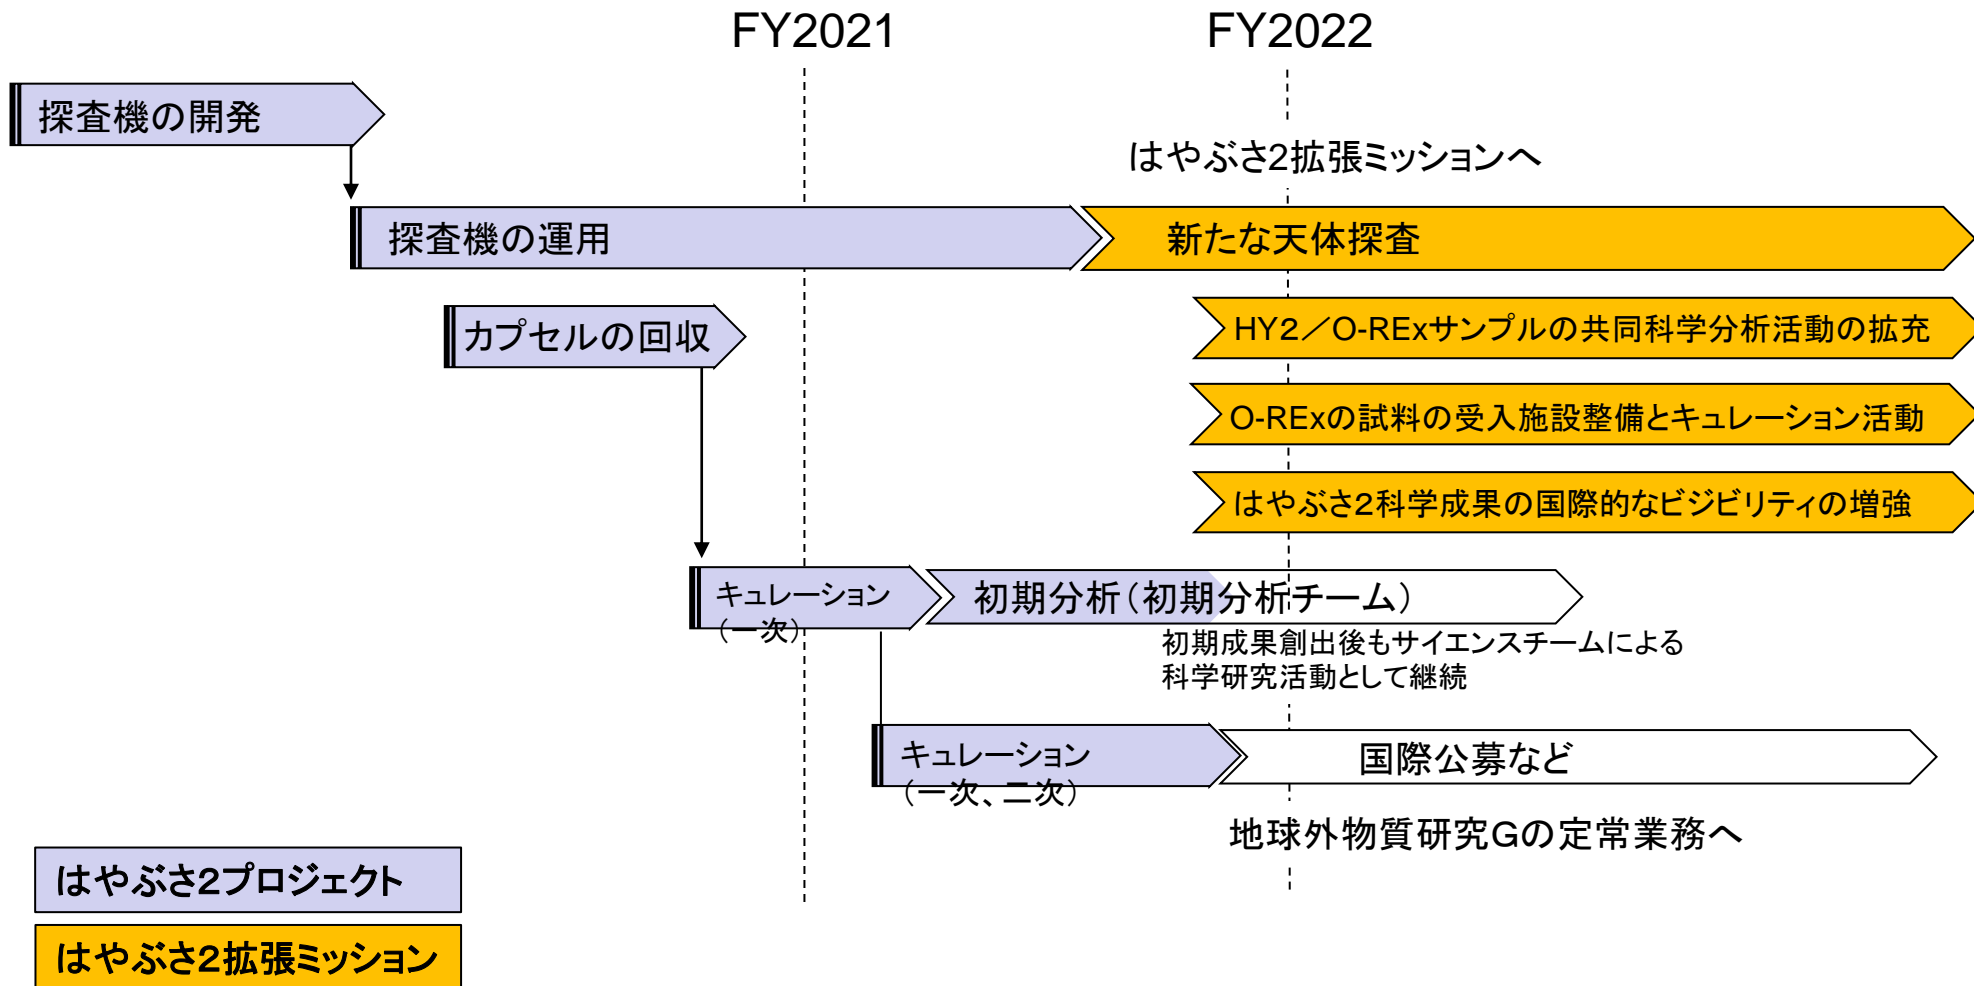 FY2021
FY2022
探査機の開発
はやぶさ2拡張ミッションへ
探査機の運用
新たな天体探査
カプセルの回収
HY2／O-RExサンプルの共同科学分析活動の拡充
O-RExの試料の受入施設整備とキュレーション活動
はやぶさ2科学成果の国際的なビジビリティの増強
キュレーション
（一次）
初期分析（初期分析チーム）
初期成果創出後もサイエンスチームによる
科学研究活動として継続
キュレーション
（一次、二次）
国際公募など
地球外物質研究Gの定常業務へ
はやぶさ2プロジェクト
はやぶさ2拡張ミッション